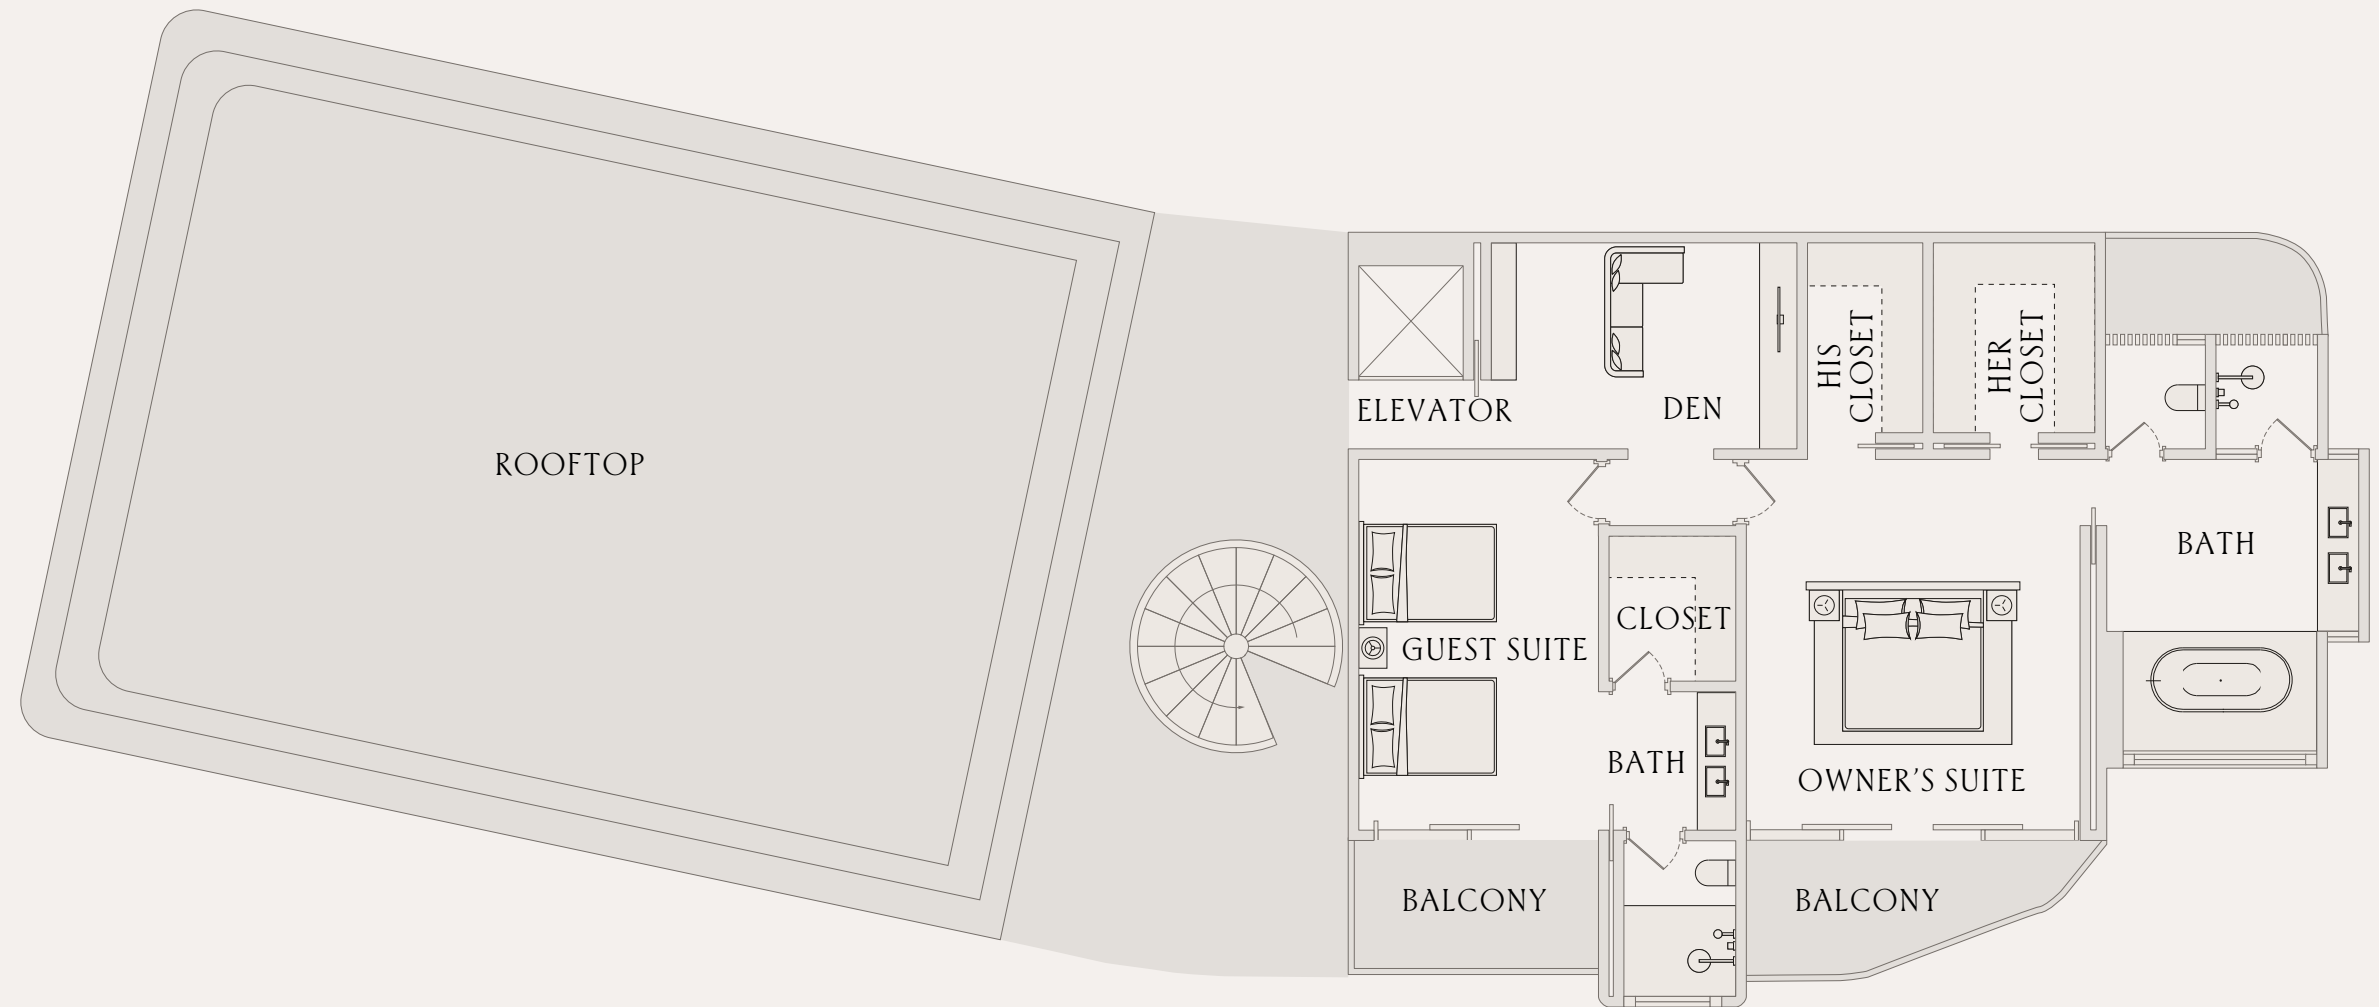 ROOFTOP
ELEVATOR
DEN
HIS
CLOSET
HER
CLOSET
BATH
CLOSET
GUEST SUITE
BATH
OWNER'S SUITE
BALCONY
BALCONY